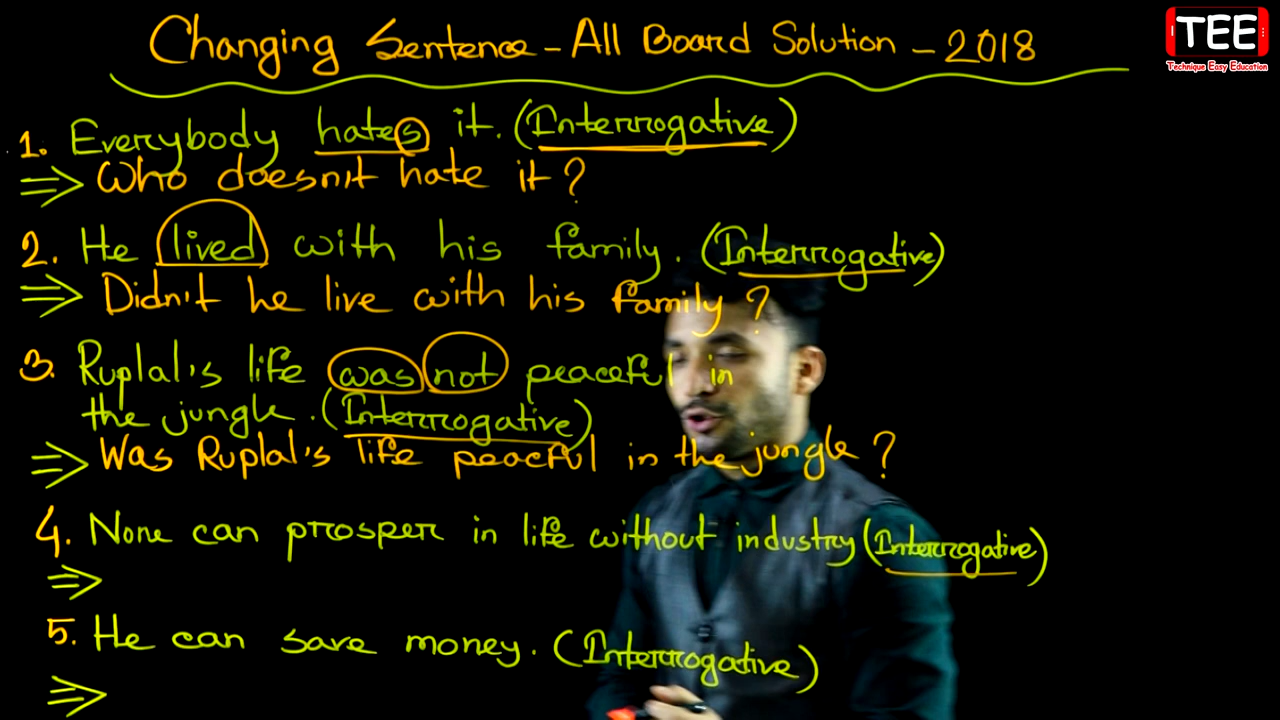 Changing Sentence - All Board Solution - 2018
TEE
Technique Easy Education
1. Everybody hates it. (Interrogative)
⇒ Who doesn't hate it?
2. He lived with his family. (Interrogative)
⇒ Didn't he live with his family?
3. Ruplal's life was not peaceful in
the jungle. (Interrogative)
⇒ Was Ruplal's life peacful in the jungle?
4. None can prosper in life without industry (Interrogative)
⇒
5. He can save money. (Interrogative)
⇒